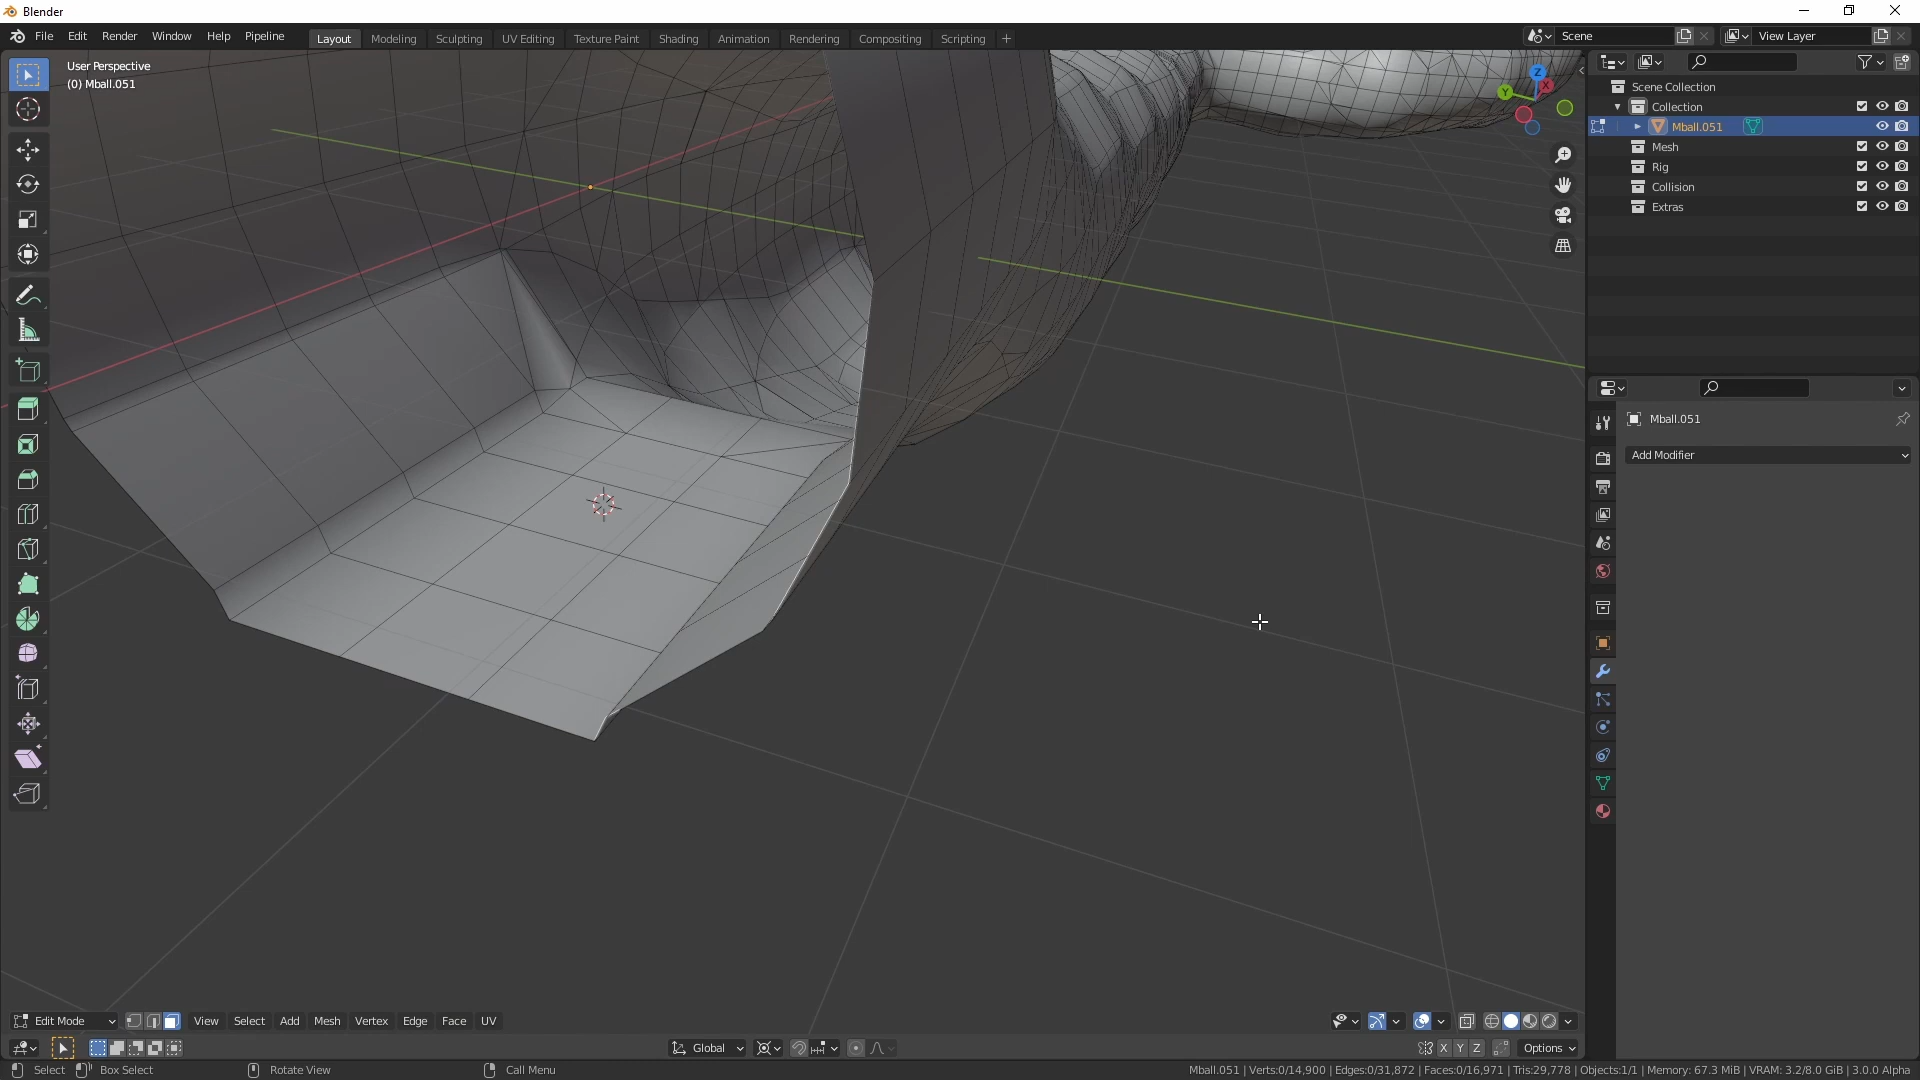 Blender
File Edit Render Window Help Pipeline
Layout Modeling Sculpting UV Editing Texture Paint Shading Animation Rendering Compositing Scripting +
Scene
View Layer
User Perspective
(0) Mball.051
Z
X
Y
Scene Collection
Collection
Mball.051
Mesh
Rig
Collision
Extras
Mball.051
Add Modifier
Edit Mode View Select Add Mesh Vertex Edge Face UV
Global
X Y Z Options
Select Box Select Rotate View Call Menu
Mball.051 | Verts:0/14,900 | Edges:0/31,872 | Faces:0/16,971 | Tris:29,778 | Objects:1/1 | Memory: 67.3 MiB | VRAM: 3.2/8.0 GiB | 3.0.0 Alpha